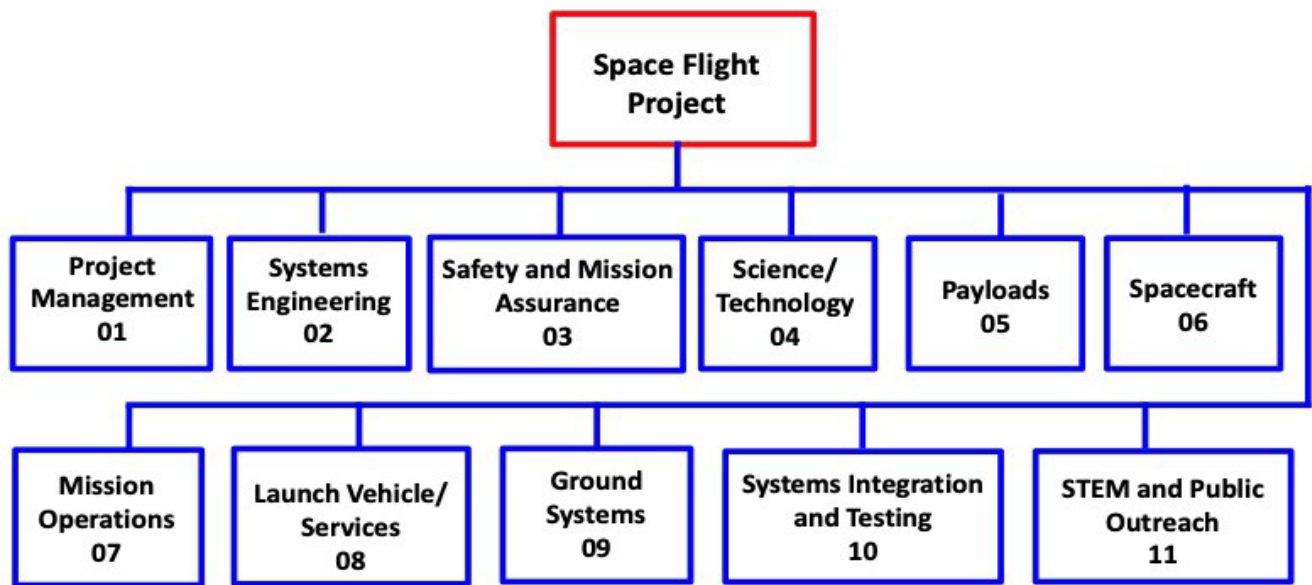 Space Flight
Project
Project
Management
01
Systems
Engineering
02
Safety and Mission
Assurance
03
Science/
Technology
04
Payloads
05
Spacecraft
06
Mission
Operations
07
Launch Vehicle/
Services
08
Ground
Systems
09
Systems Integration
and Testing
10
STEM and Public
Outreach
11